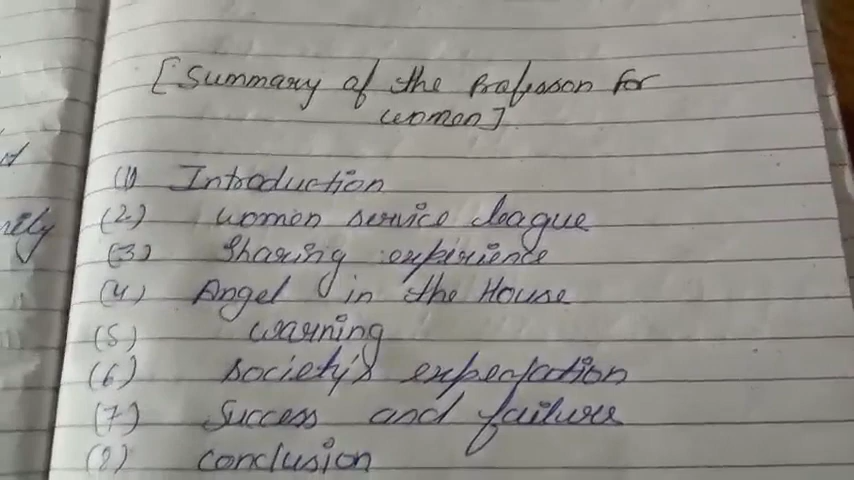 [Summary of the Profession for
women]
(1) Introduction
(2) women service league
(3) Sharing experience
(4) Angel in the House
(5) warning
(6) society's expectation
(7) Success and failure
(8) conclusion